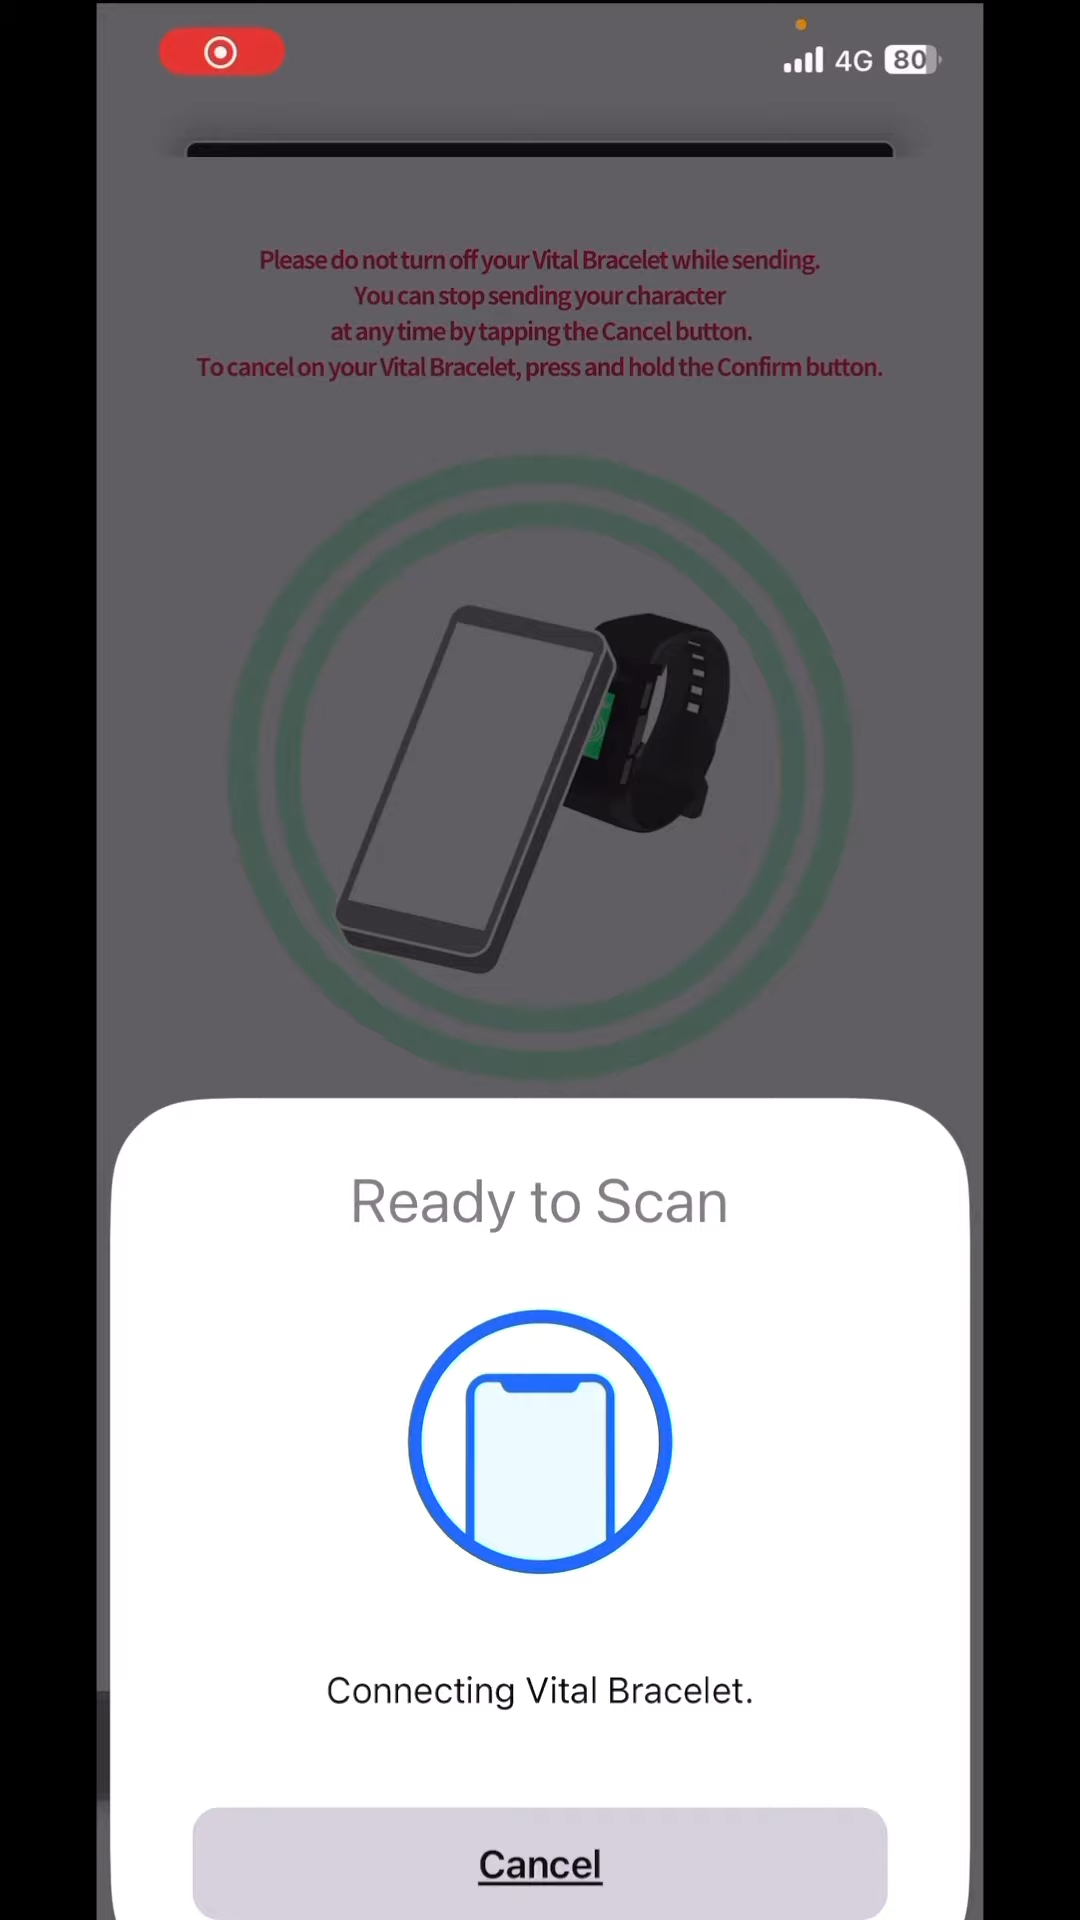 4G 80
Please do not turn off your Vital Bracelet while sending.
You can stop sending your character
at any time by tapping the Cancel button.
To cancel on your Vital Bracelet, press and hold the Confirm button.
Ready to Scan
Connecting Vital Bracelet.
Cancel